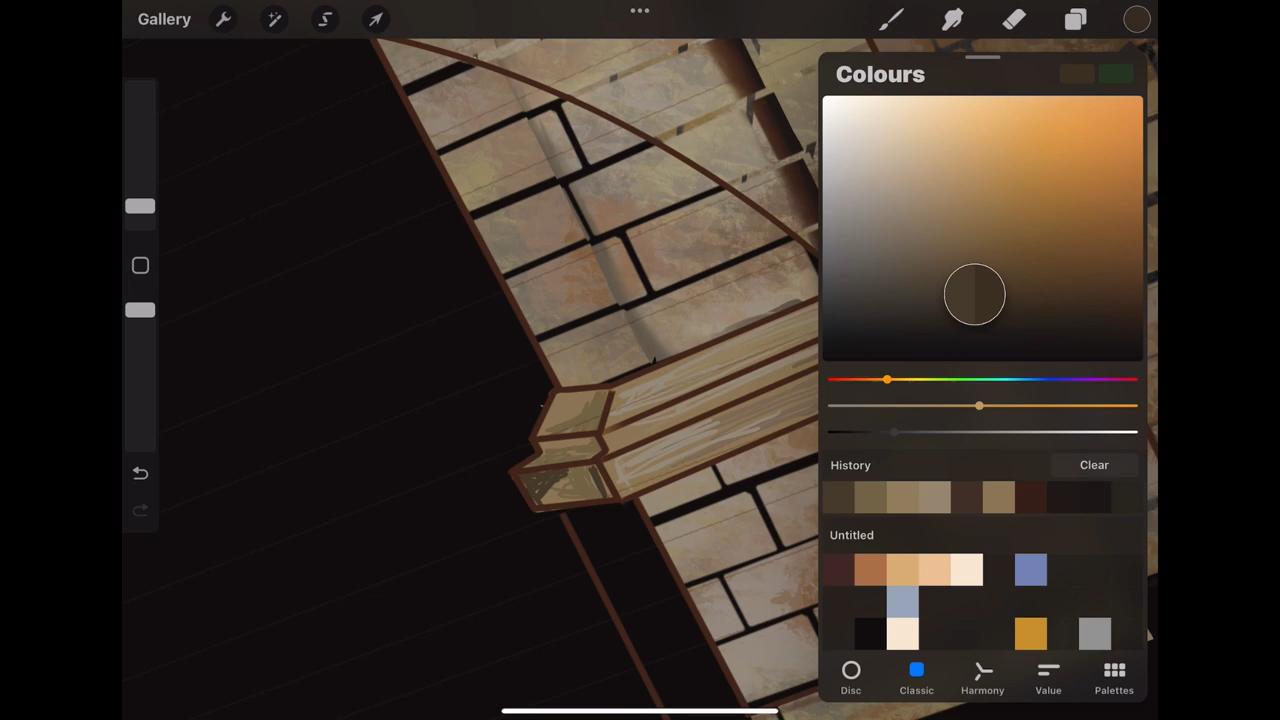 Gallery
Colours
History
Clear
Untitled
Disc
Classic
Harmony
Value
Palettes